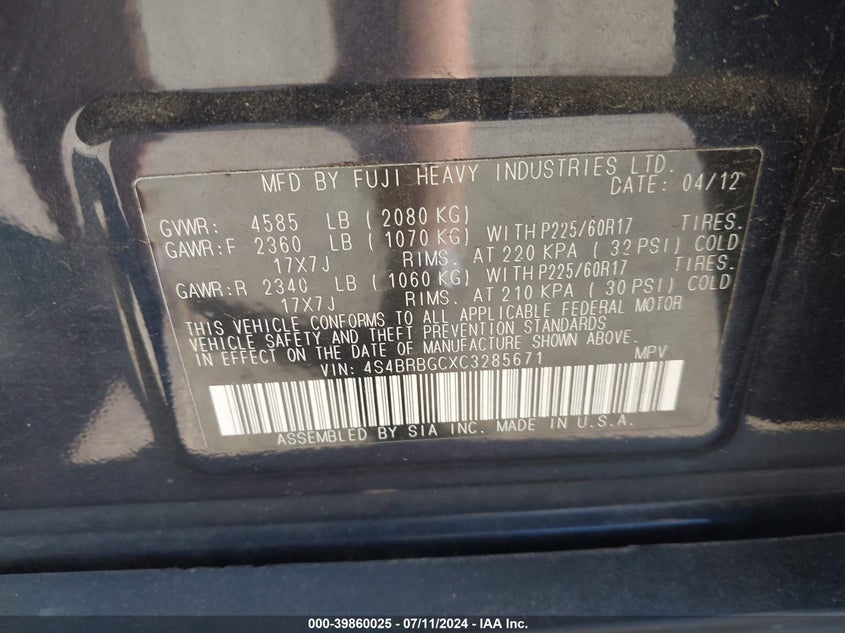 MFD BY FUJI HEAVY INDUSTRIES LTD.
DATE: 04/12
GVWR: 4585 LB ( 2080 KG)
GAWR:F 2360 LB ( 1070 KG) WITH P225/60R17 TIRES.
17X7J RIMS. AT 220 KPA ( 32 PSI) COLD
GAWR:R 2340 LB ( 1060 KG) WITH P225/60R17 TIRES.
17X7J RIMS. AT 210 KPA ( 30 PSI) COLD
THIS VEHICLE CONFORMS TO ALL APPLICABLE FEDERAL MOTOR
VEHICLE SAFETY AND THEFT PREVENTION STANDARDS
IN EFFECT ON THE DATE OF MANUFACTURE SHOWN ABOVE.
VIN: 4S4BRBGCXC3285671 MPV
ASSEMBLED BY SIA INC. MADE IN U.S.A.
000-39860025 - 07/11/2024 - IAA Inc.